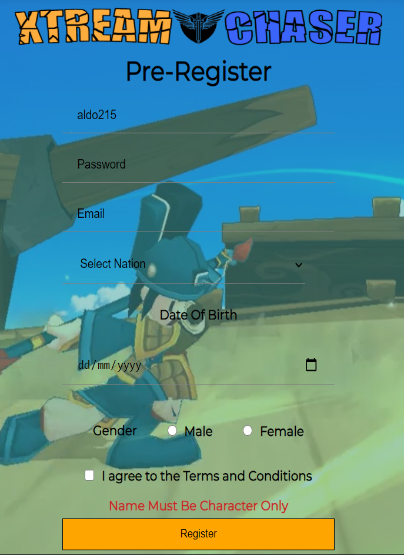 XTREAM CHASER
Pre-Register
aldo215
Password
Email
Select Nation
Date Of Birth
dd/mm/yyyy
Gender Male Female
I agree to the Terms and Conditions
Name Must Be Character Only
Register